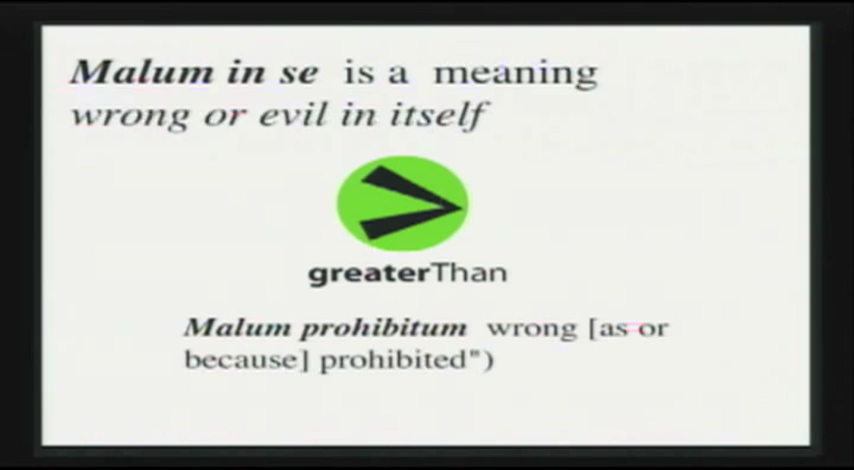 Malum in se is a meaning
wrong or evil in itself
greaterThan
Malum prohibitum wrong [as or
because] prohibited")